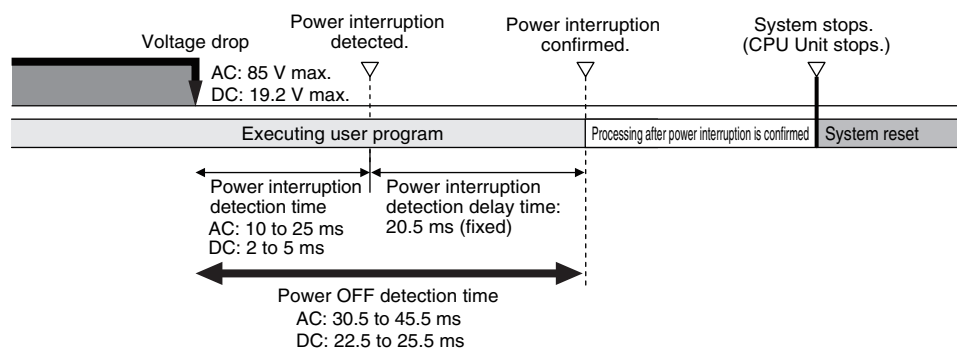 Voltage drop
AC: 85 V max.
DC: 19.2 V max.
Power interruption
detected.
Power interruption
confirmed.
System stops.
(CPU Unit stops.)
Executing user program
Processing after power interruption is confirmed
System reset
Power interruption
detection time
AC: 10 to 25 ms
DC: 2 to 5 ms
Power interruption
detection delay time:
20.5 ms (fixed)
Power OFF detection time
AC: 30.5 to 45.5 ms
DC: 22.5 to 25.5 ms